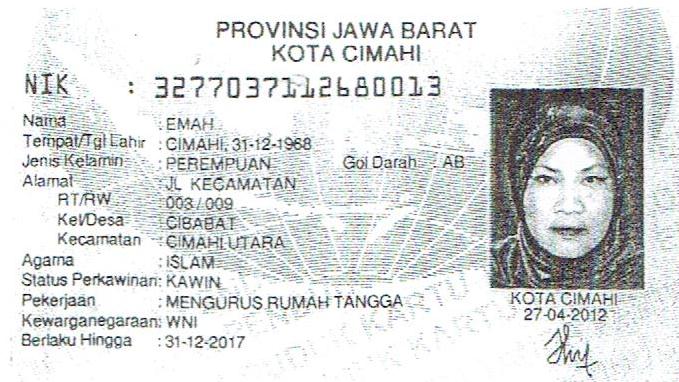 PROVINSI JAWA BARAT
KOTA CIMAHI
NIK : 3277037112680013
Nama : EMAH
Tempat/Tgl Lahir : CIMAHI, 31-12-1968
Jenis Kelamin : PEREMPUAN Gol Darah : AB
Alamat : JL KECAMATAN
RT/RW : 003 / 009
Kel/Desa : CIBABAT
Kecamatan : CIMAHI UTARA
Agama : ISLAM
Status Perkawinan : KAWIN
Pekerjaan : MENGURUS RUMAH TANGGA
Kewarganegaraan : WNI
Berlaku Hingga : 31-12-2017
KOTA CIMAHI
27-04-2012